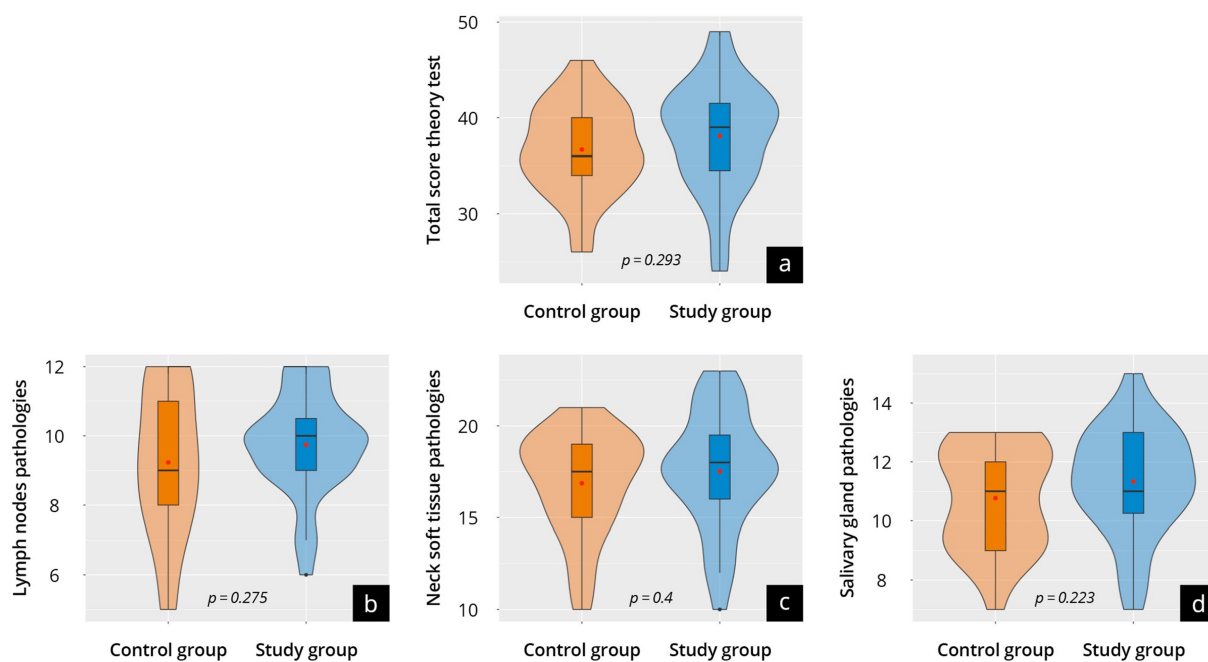 Total score theory test
50
40
30
p = 0.293
a
Control group
Study group
Lymph nodes pathologies
12
10
8
6
p = 0.275
b
Control group
Study group
Neck soft tissue pathologies
20
15
10
p = 0.4
c
Control group
Study group
Salivary gland pathologies
14
12
10
8
p = 0.223
d
Control group
Study group